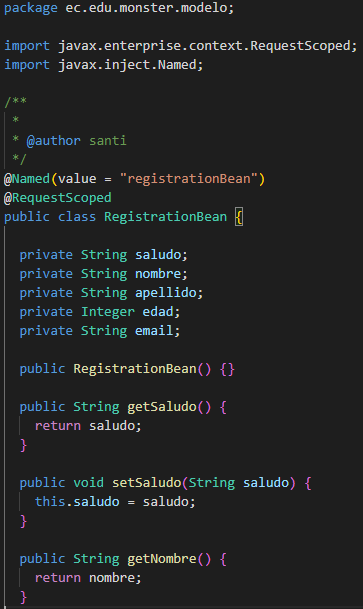 package ec.edu.monster.modelo;
import javax.enterprise.context.RequestScoped;
import javax.inject.Named;
/**
 *
 * @author santi
 */
@Named(value = "registrationBean")
@RequestScoped
public class RegistrationBean {
  private String saludo;
  private String nombre;
  private String apellido;
  private Integer edad;
  private String email;
  public RegistrationBean() {}
  public String getSaludo() {
    return saludo;
  }
  public void setSaludo(String saludo) {
    this.saludo = saludo;
  }
  public String getNombre() {
    return nombre;
  }